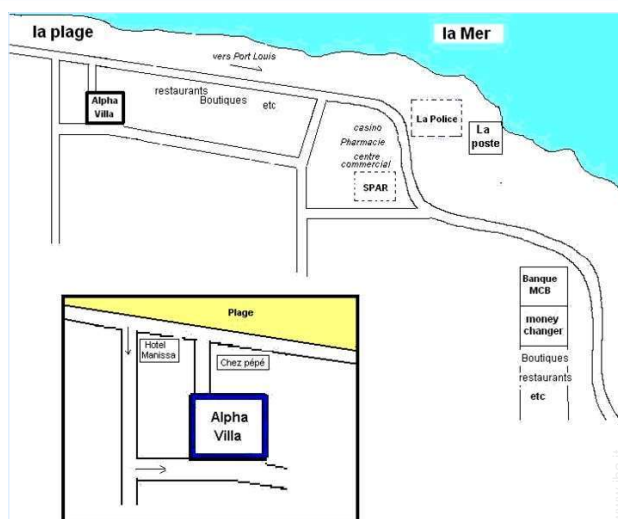 la plage
la Mer
vers Port Louis
Alpha
Villa
restaurants
Boutiques
etc
casino
Pharmacie
centre
commercial
La Police
La
poste
SPAR
Banque
MCB
money
changer
Boutiques
restaurants
etc
Plage
Hotel
Manissa
Chez pépé
Alpha
Villa